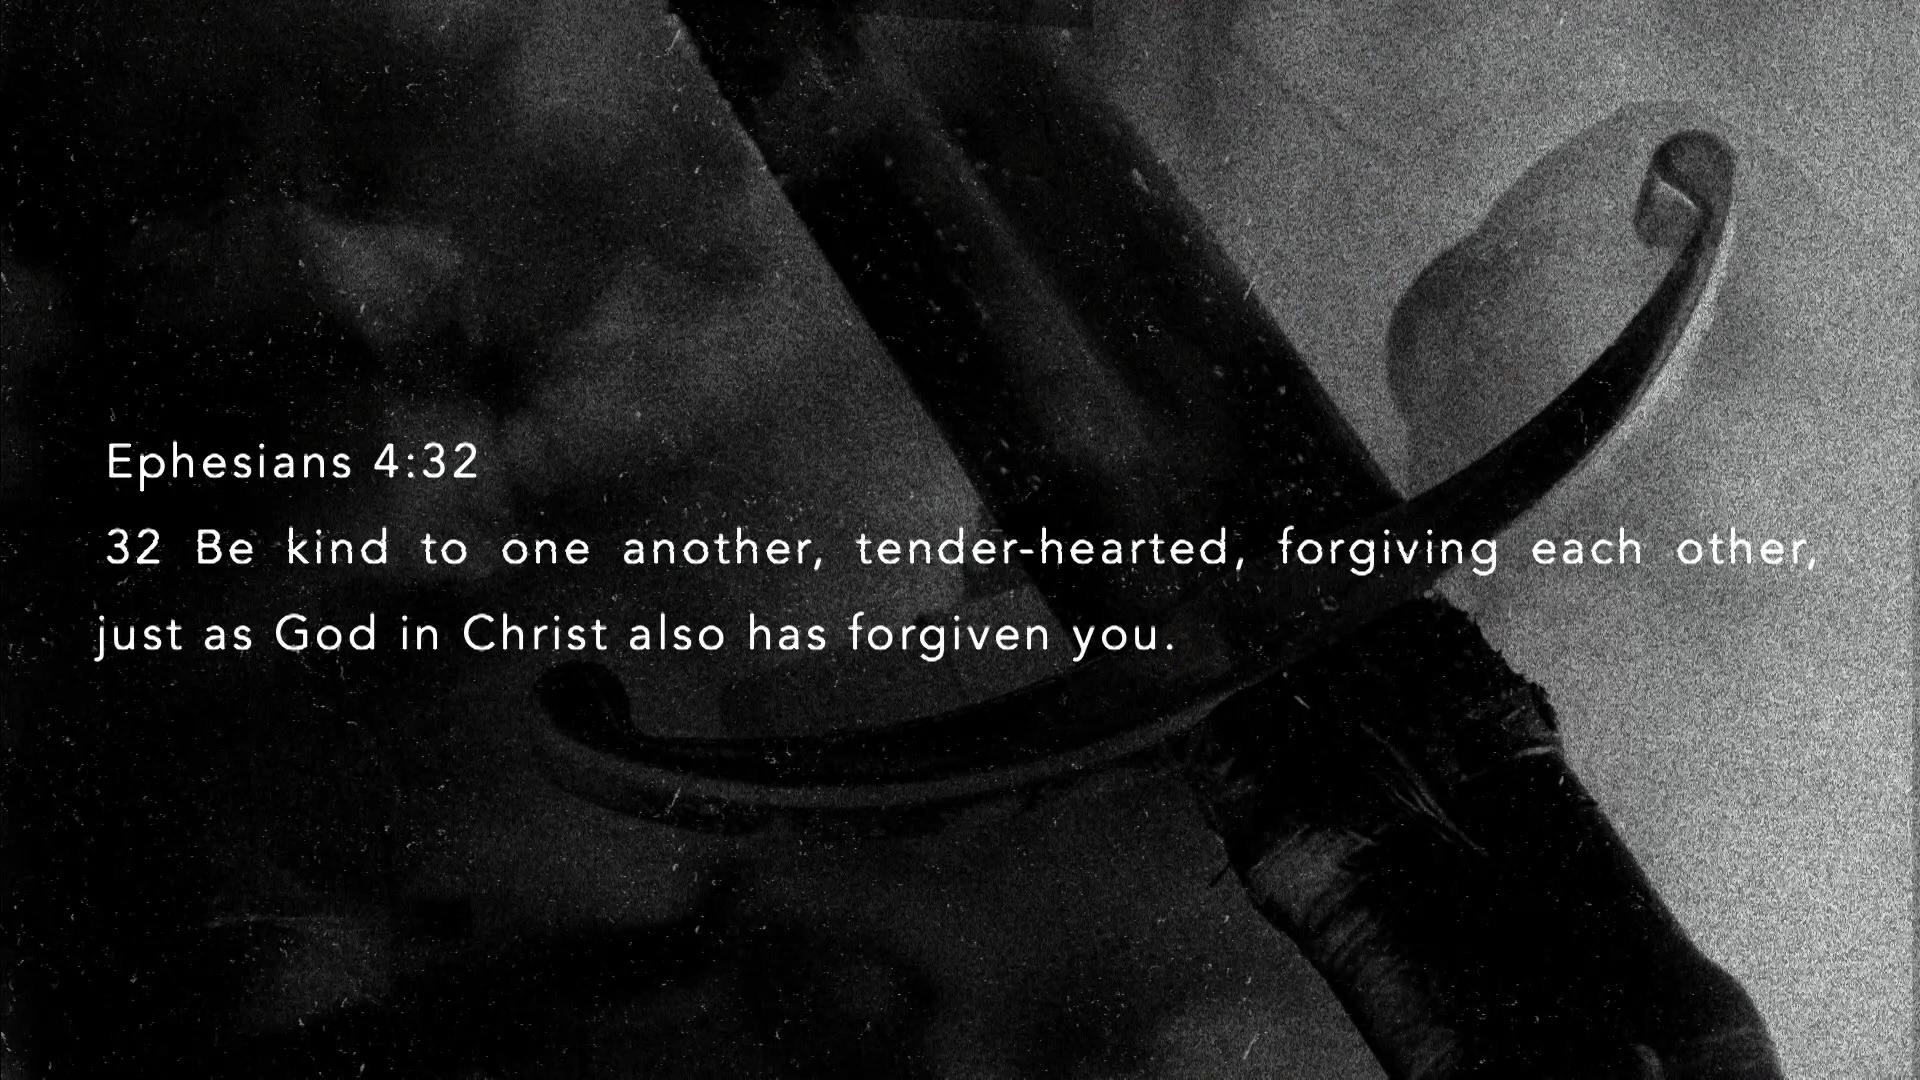 Ephesians 4:32
32 Be kind to one another, tender-hearted, forgiving each other,
just as God in Christ also has forgiven you.